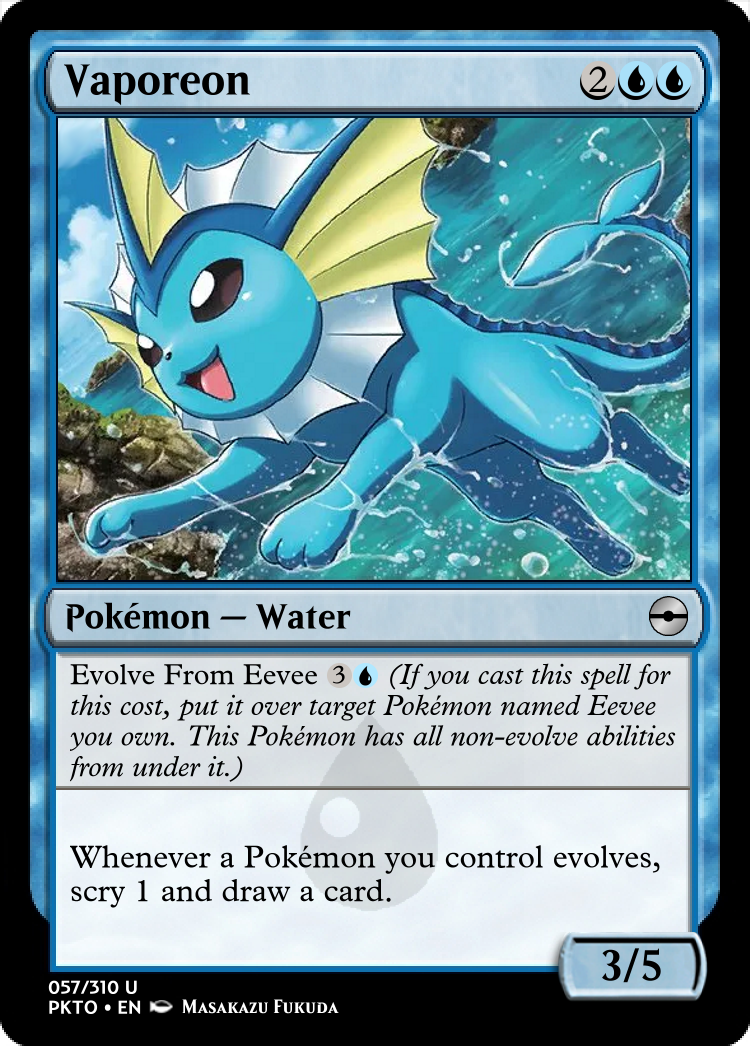 Vaporeon 2
Pokémon — Water
Evolve From Eevee 3 (If you cast this spell for
this cost, put it over target Pokémon named Eevee
you own. This Pokémon has all non-evolve abilities
from under it.)
Whenever a Pokémon you control evolves,
scry 1 and draw a card.
3/5
057/310 U
PKTO • EN Masakazu Fukuda